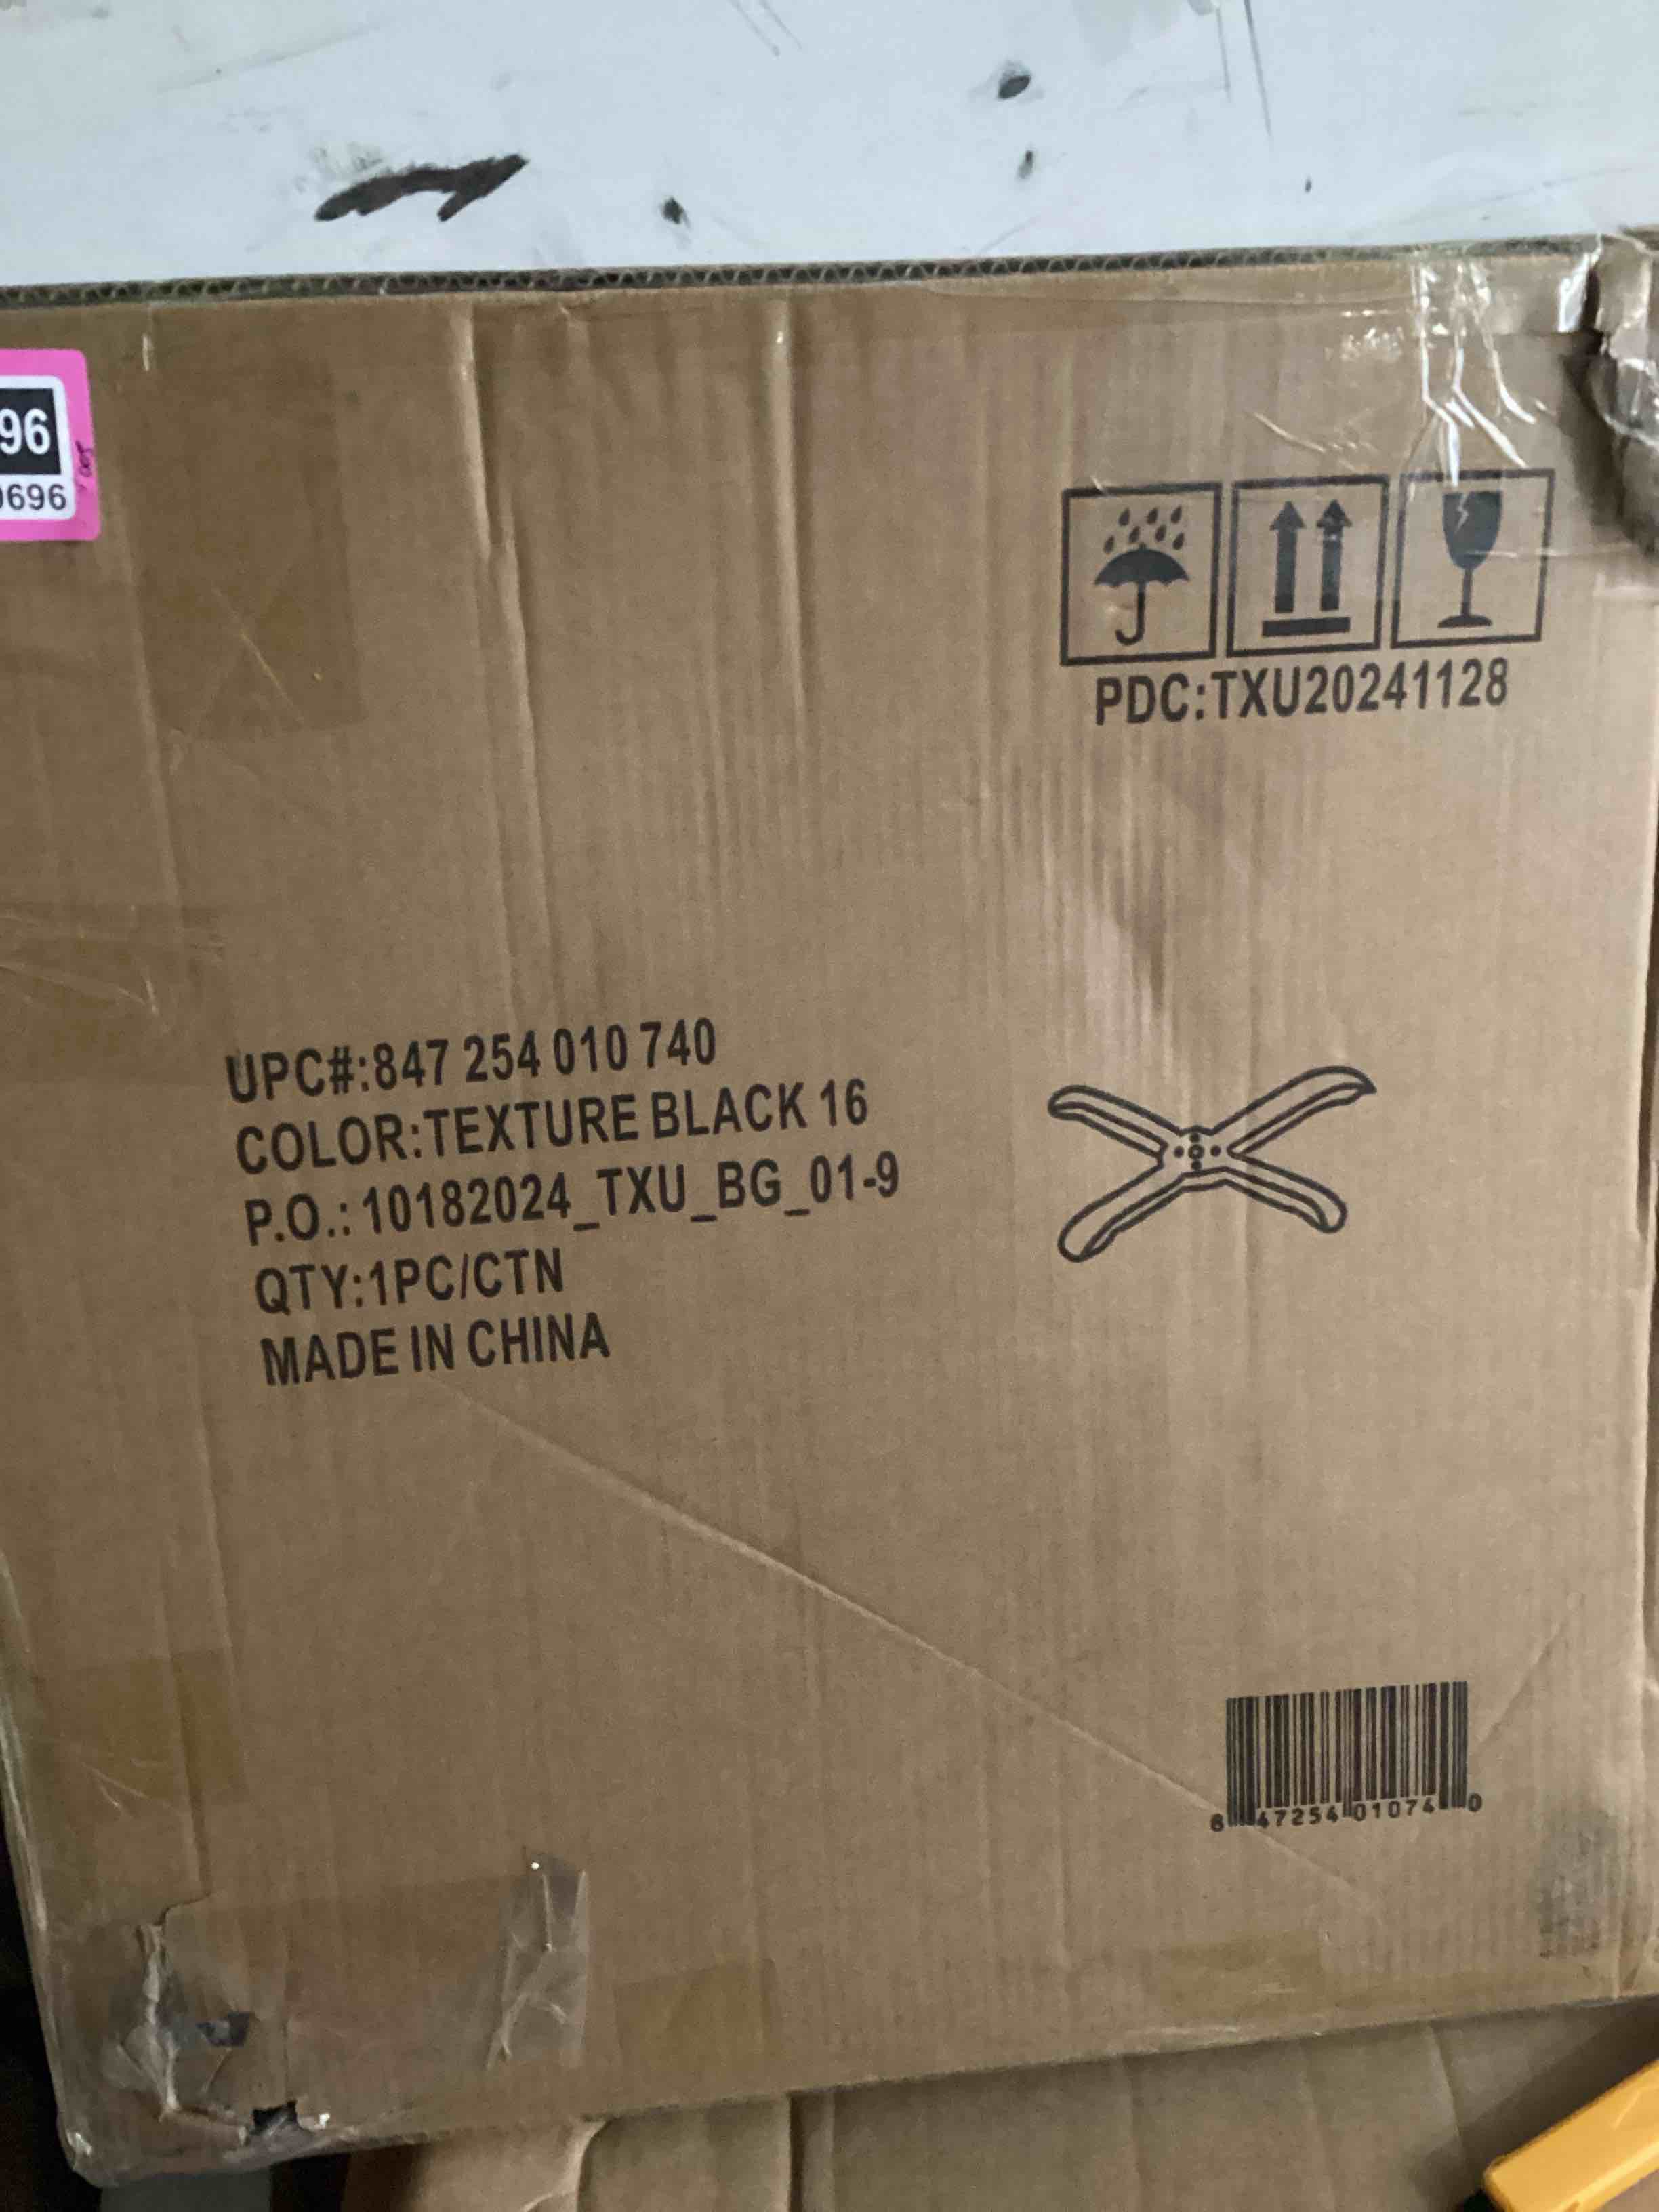 96
0696
PDC:TXU20241128
UPC#:847 254 010 740
COLOR:TEXTURE BLACK 16
P.O.: 10182024_TXU_BG_01-9
QTY:1PC/CTN
MADE IN CHINA
8 47254 01074 0